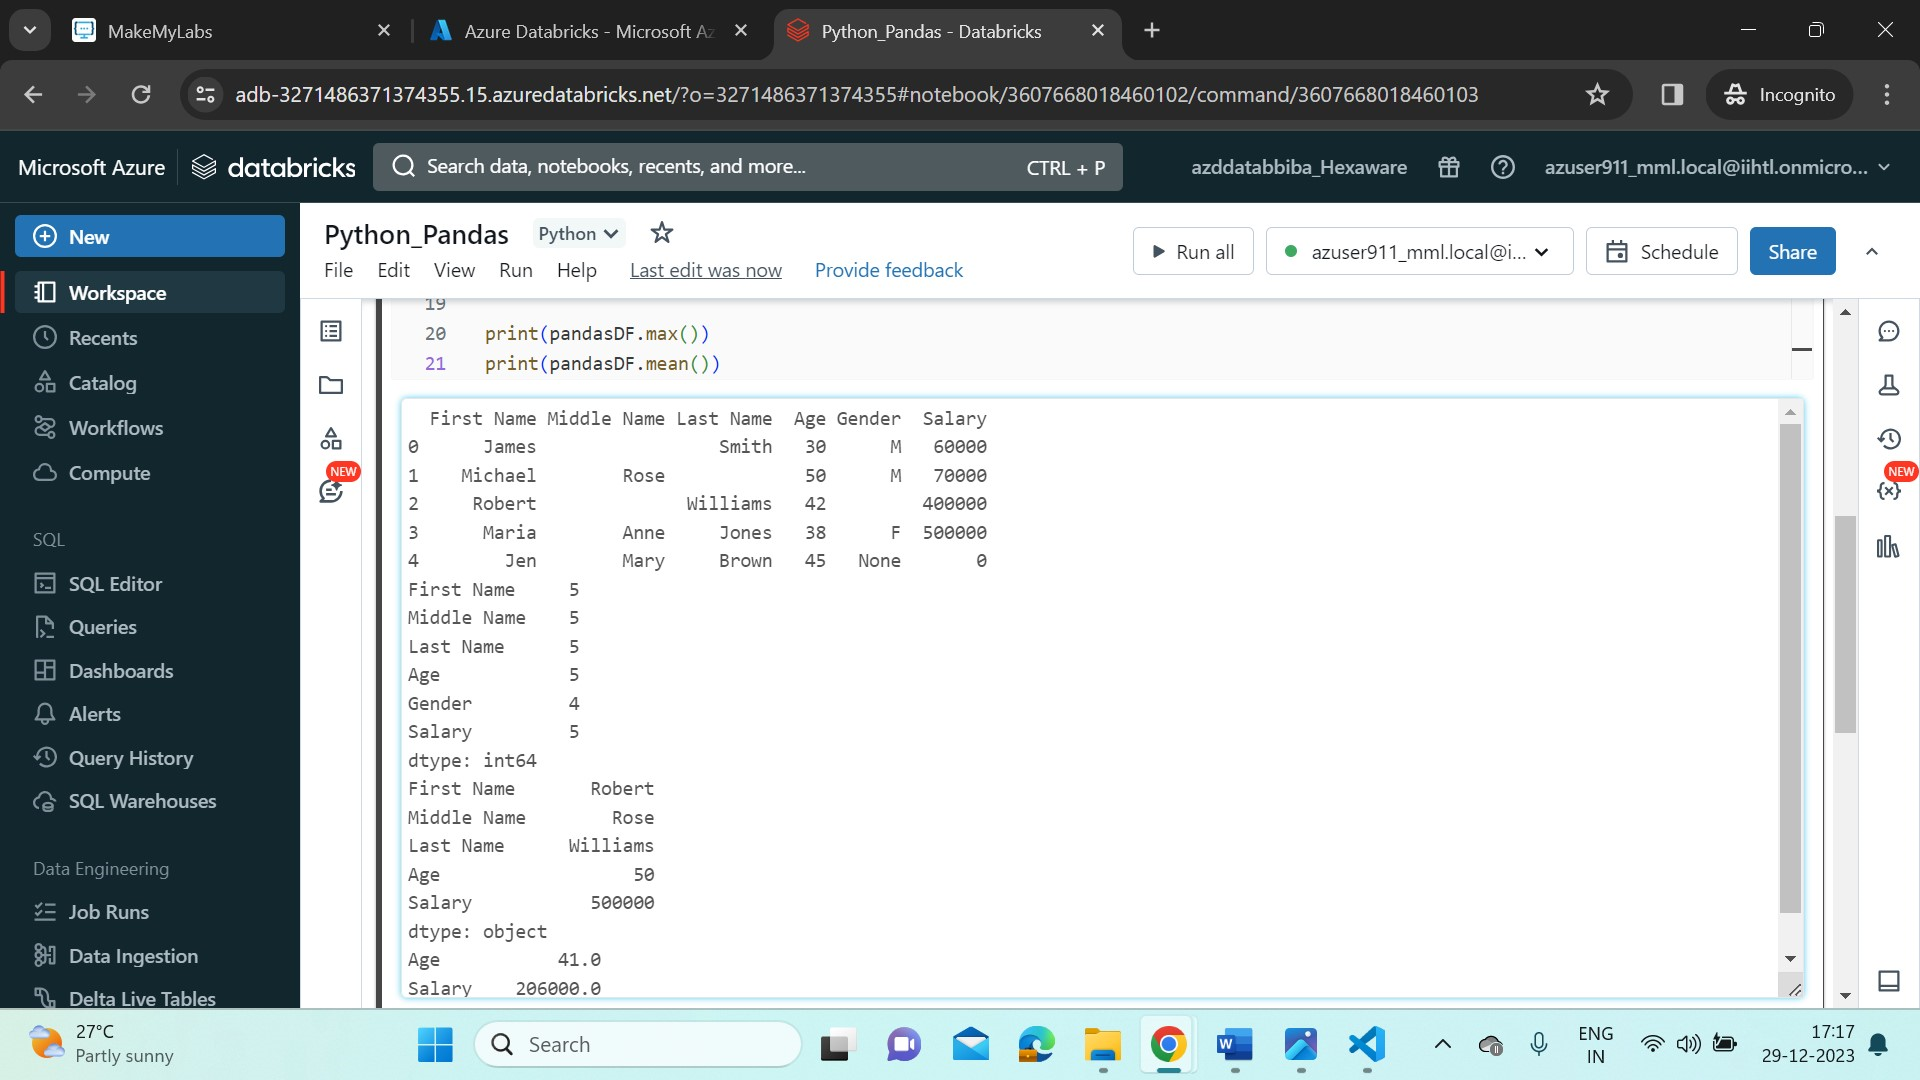 MakeMyLabs
Azure Databricks - Microsoft Az
Python_Pandas - Databricks
adb-3271486371374355.15.azuredatabricks.net/?o=3271486371374355#notebook/3607668018460102/command/3607668018460103
Incognito
Microsoft Azure
databricks
Search data, notebooks, recents, and more...
CTRL + P
azddatabbiba_Hexaware
azuser911_mml.local@iihtl.onmicro...
New
Workspace
Recents
Catalog
Workflows
Compute
SQL
SQL Editor
Queries
Dashboards
Alerts
Query History
SQL Warehouses
Data Engineering
Job Runs
Data Ingestion
Delta Live Tables
Python_Pandas
Python
File Edit View Run Help Last edit was now Provide feedback
Run all
azuser911_mml.local@i...
Schedule
Share
NEW
NEW
19
20 print(pandasDF.max())
21 print(pandasDF.mean())
First Name Middle Name Last Name Age Gender Salary
0 James Smith 30 M 60000
1 Michael Rose 50 M 70000
2 Robert Williams 42 400000
3 Maria Anne Jones 38 F 500000
4 Jen Mary Brown 45 None 0
First Name 5
Middle Name 5
Last Name 5
Age 5
Gender 4
Salary 5
dtype: int64
First Name Robert
Middle Name Rose
Last Name Williams
Age 50
Salary 500000
dtype: object
Age 41.0
Salary 206000.0
27°C
Partly sunny
Search
ENG
IN
17:17
29-12-2023